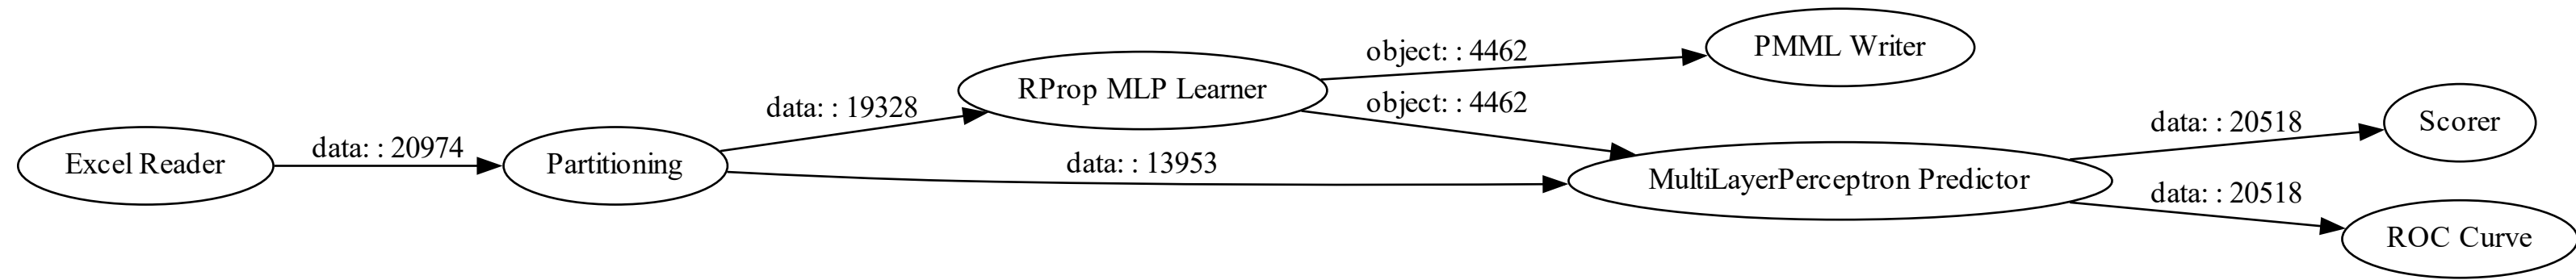 Excel Reader
data: : 20974
Partitioning
data: : 19328
data: : 13953
RProp MLP Learner
object: : 4462
object: : 4462
PMML Writer
MultiLayerPerceptron Predictor
data: : 20518
data: : 20518
Scorer
ROC Curve